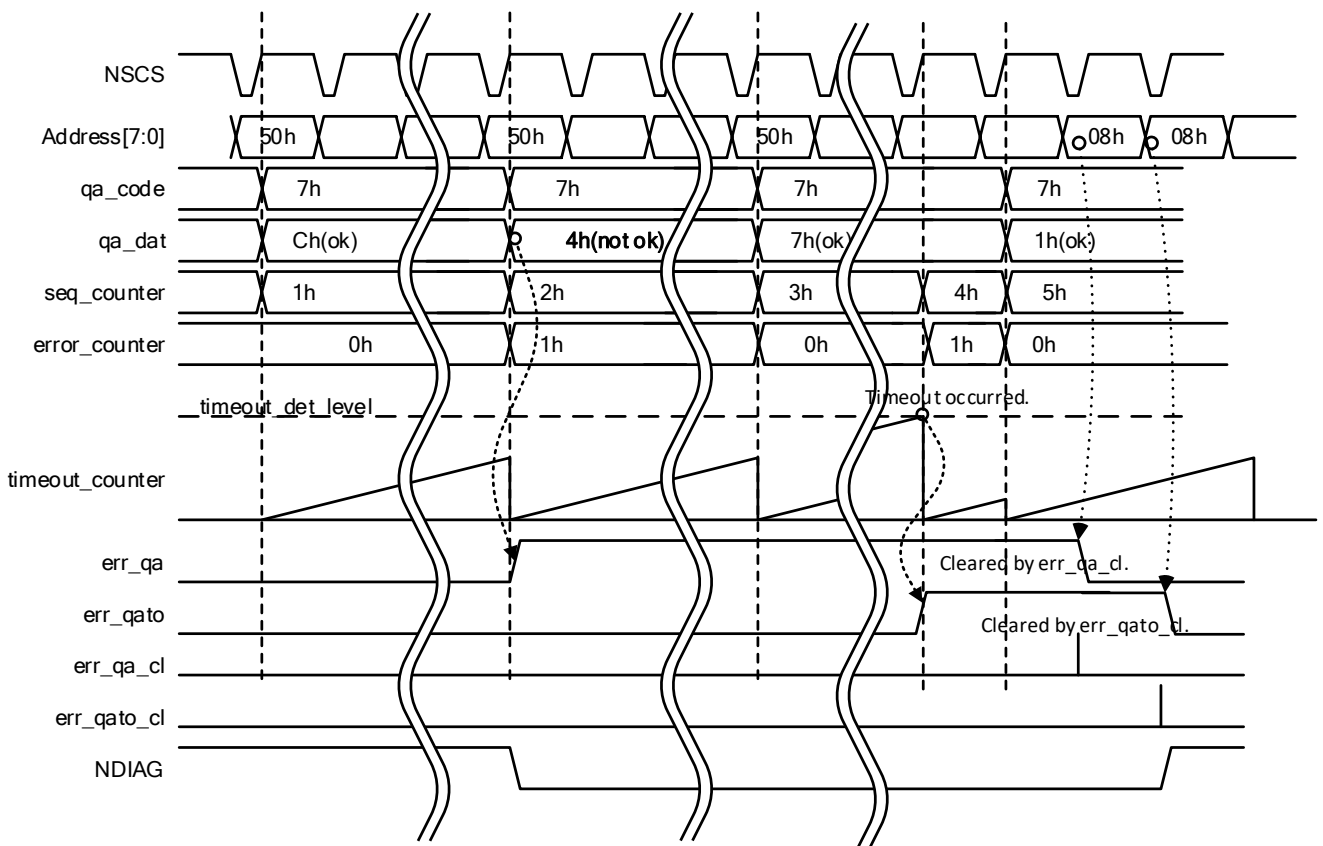 NSCS
Address[7:0] 50h 50h 50h 08h 08h
qa_code 7h 7h 7h 7h
qa_dat Ch(ok) 4h(not ok) 7h(ok) 1h(ok)
seq_counter 1h 2h 3h 4h 5h
error_counter 0h 1h 0h 1h 0h
timeout_det_level Timeout occurred.
timeout_counter
err_qa Cleared by err_qa_cl.
err_qato Cleared by err_qato_cl.
err_qa_cl
err_qato_cl
NDIAG